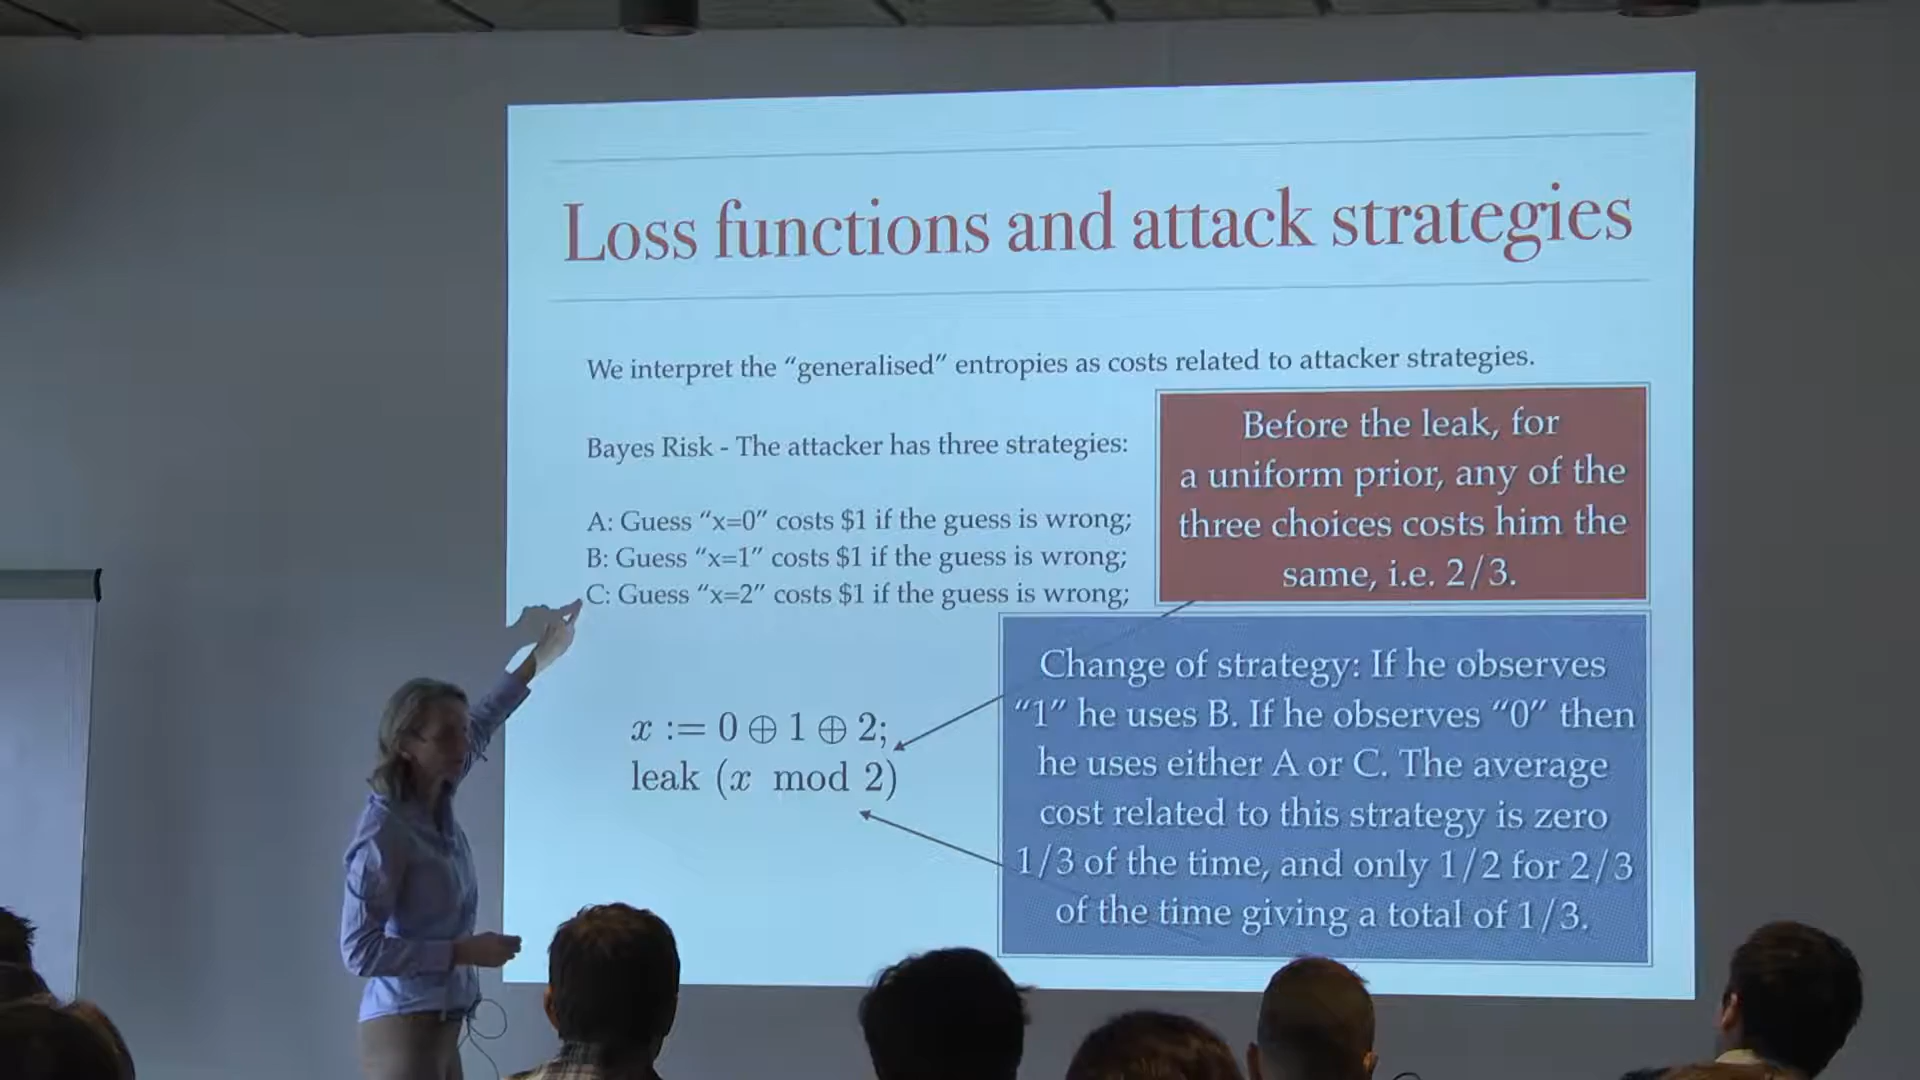 Loss functions and attack strategies
We interpret the “generalised” entropies as costs related to attacker strategies.
Bayes Risk - The attacker has three strategies:
A: Guess “x=0” costs $1 if the guess is wrong;
B: Guess “x=1” costs $1 if the guess is wrong;
C: Guess “x=2” costs $1 if the guess is wrong;
Before the leak, for
a uniform prior, any of the
three choices costs him the
same, i.e. 2/3.
x := 0 ⊕ 1 ⊕ 2;
leak (x mod 2)
Change of strategy: If he observes
“1” he uses B. If he observes “0” then
he uses either A or C. The average
cost related to this strategy is zero
1/3 of the time, and only 1/2 for 2/3
of the time giving a total of 1/3.